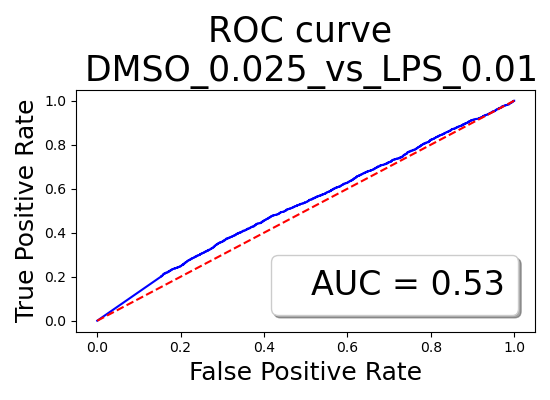 ROC curve
DMSO_0.025_vs_LPS_0.01
True Positive Rate
1.0
0.8
0.6
0.4
0.2
0.0
AUC = 0.53
0.0 0.2 0.4 0.6 0.8 1.0
False Positive Rate